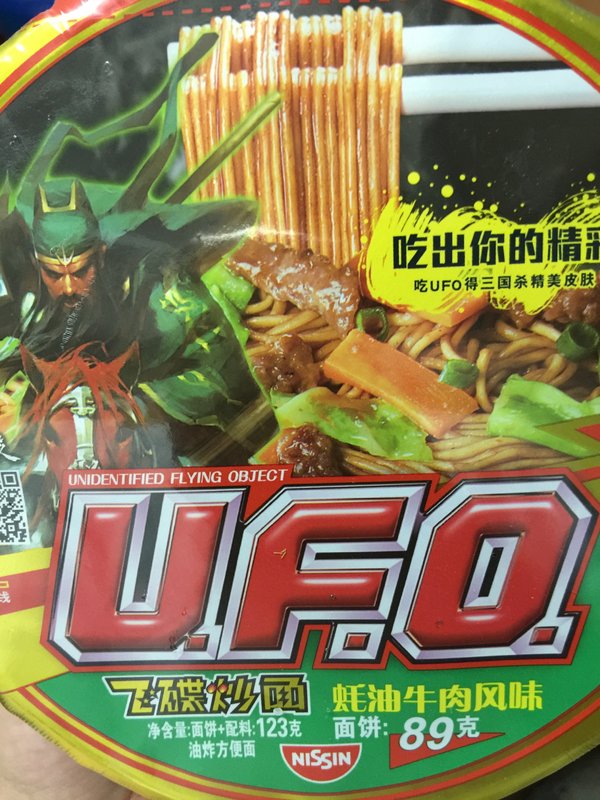 吃出你的精彩
吃UFO得三国杀精美皮肤
UNIDENTIFIED FLYING OBJECT
U.F.O.
飞碟炒面
蚝油牛肉风味
净含量:面饼+配料:123克
面饼: 89克
油炸方便面
NISSIN